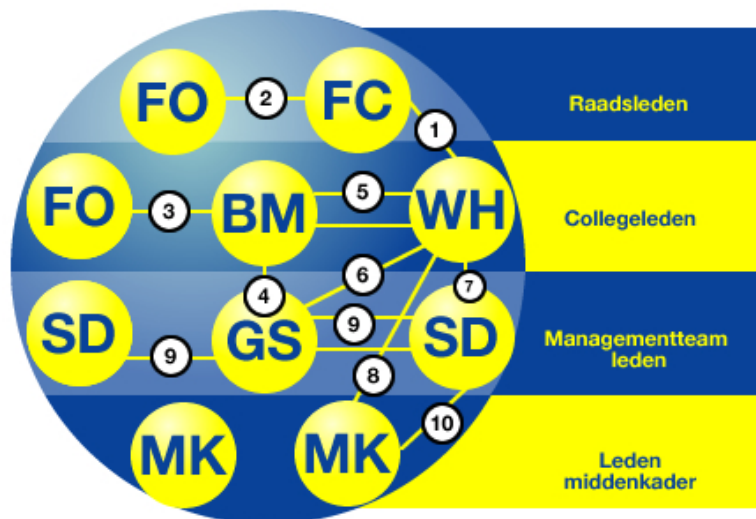 FO 2 FC
1
Raadsleden
FO 3 BM 5 WH
Collegeleden
4 6 7
SD 9 GS 9 SD
Managementteam
leden
8
10
MK MK
Leden
middenkader